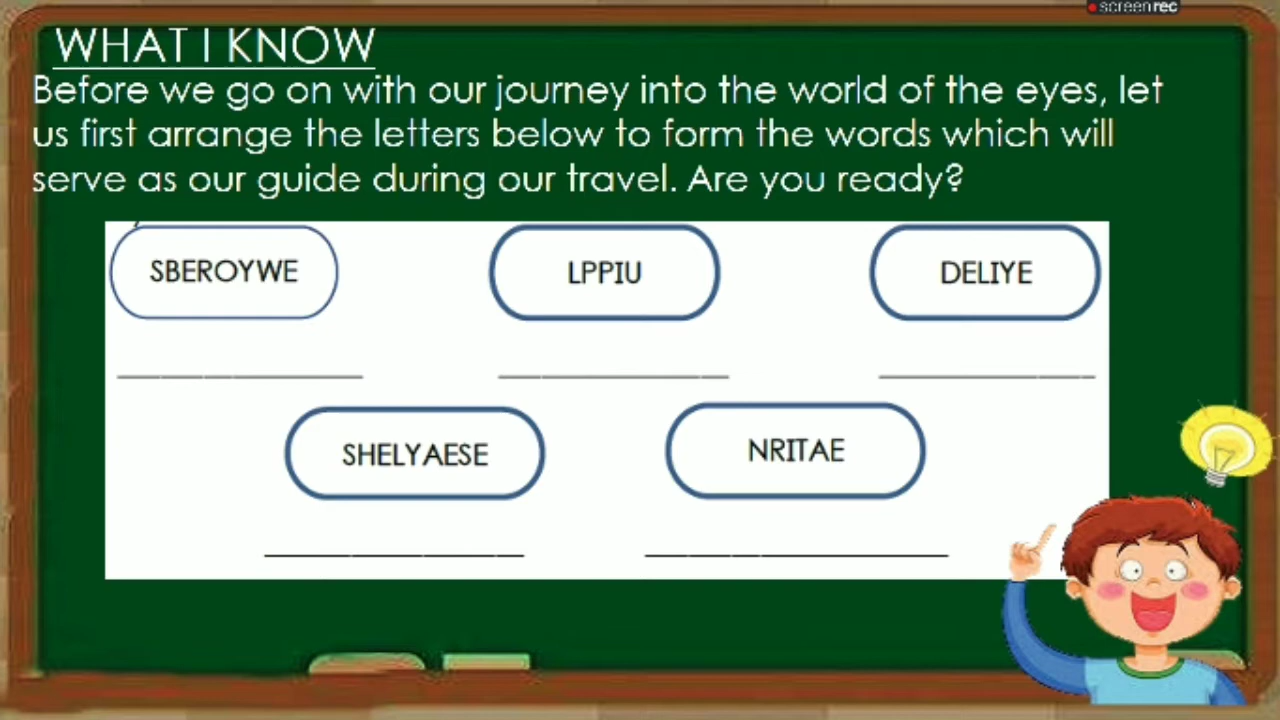 screenrec
WHAT I KNOW
Before we go on with our journey into the world of the eyes, let
us first arrange the letters below to form the words which will
serve as our guide during our travel. Are you ready?
SBEROYWE
LPPIU
DELIYE
SHELYAESE
NRITAE